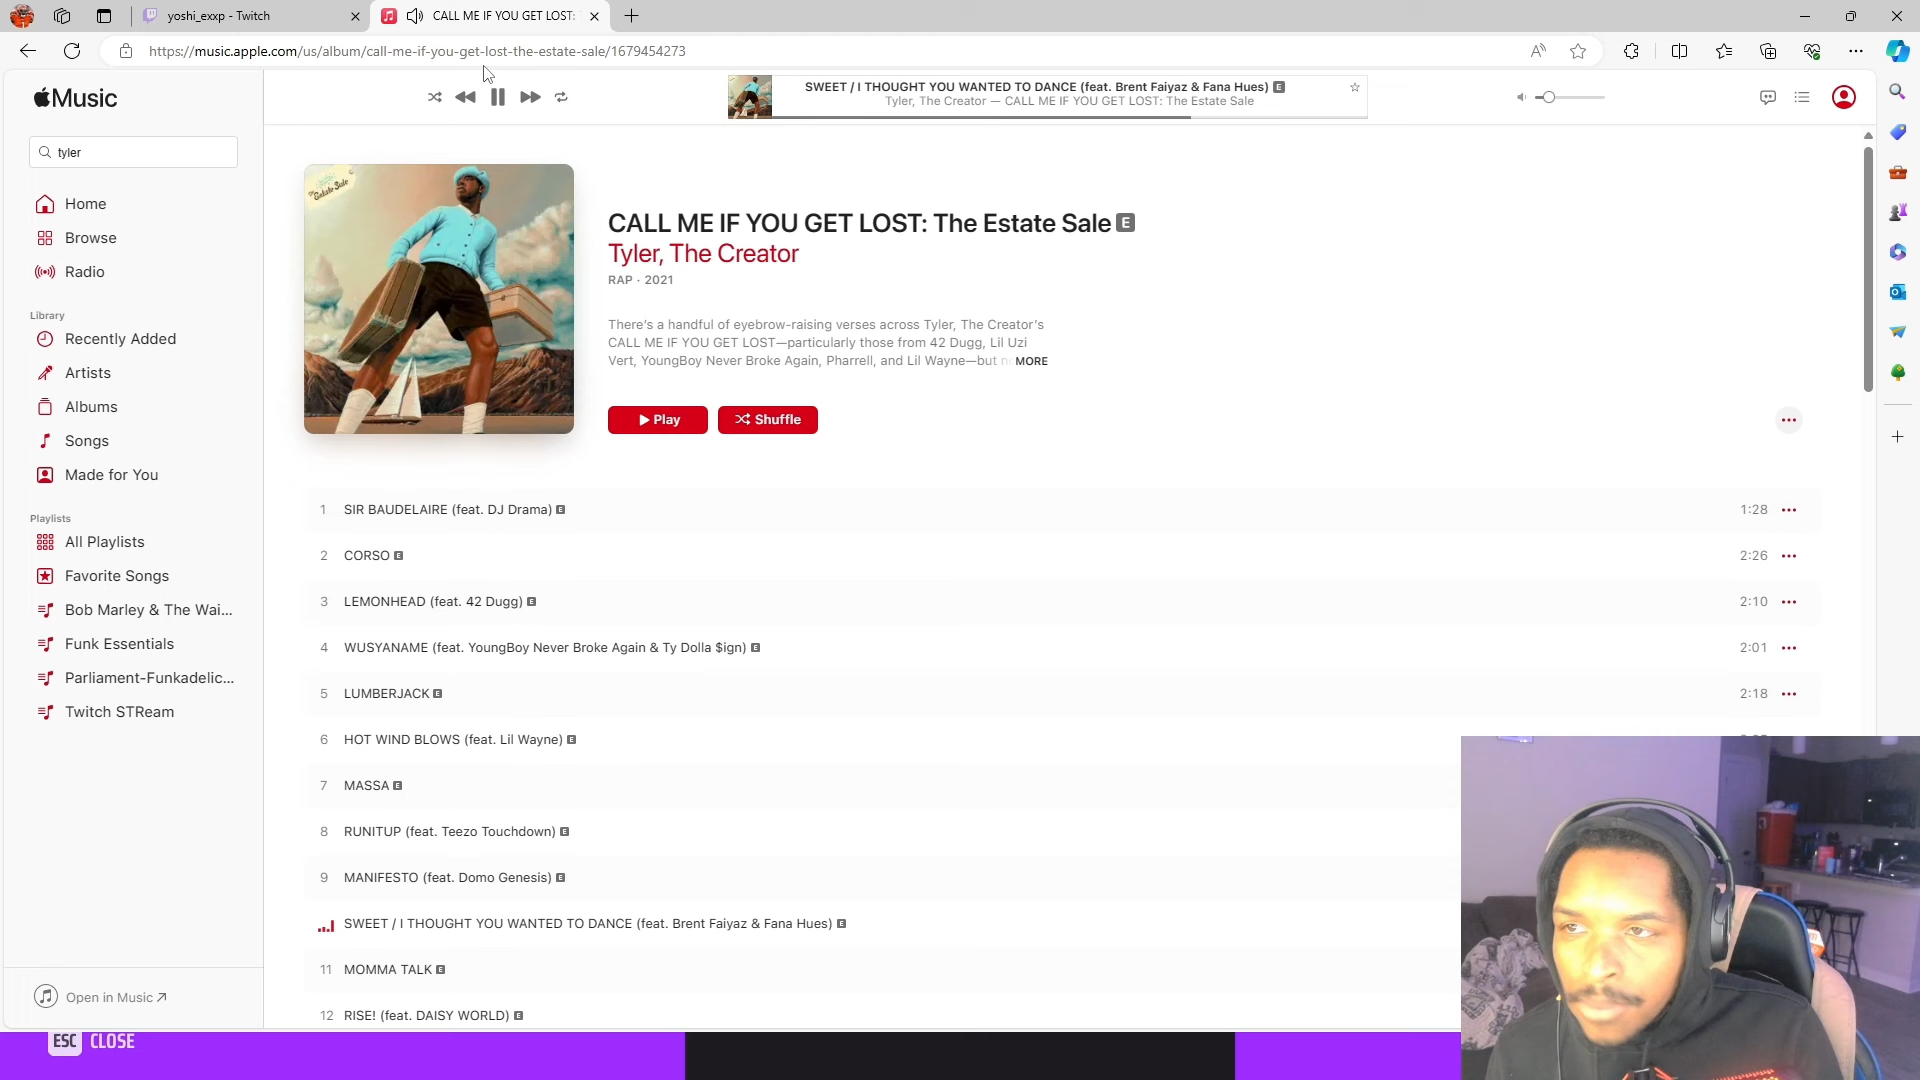 yoshi_exxp - Twitch
CALL ME IF YOU GET LOST:
https://music.apple.com/us/album/call-me-if-you-get-lost-the-estate-sale/1679454273
Music
SWEET / I THOUGHT YOU WANTED TO DANCE (feat. Brent Faiyaz & Fana Hues) E
Tyler, The Creator — CALL ME IF YOU GET LOST: The Estate Sale
tyler
Home
Browse
Radio
Library
Recently Added
Artists
Albums
Songs
Made for You
Playlists
All Playlists
Favorite Songs
Bob Marley & The Wai...
Funk Essentials
Parliament-Funkadelic...
Twitch STReam
Open in Music
The Estate Sale
CALL ME IF YOU GET LOST: The Estate Sale E
Tyler, The Creator
RAP · 2021
There's a handful of eyebrow-raising verses across Tyler, The Creator's
CALL ME IF YOU GET LOST—particularly those from 42 Dugg, Lil Uzi
Vert, YoungBoy Never Broke Again, Pharrell, and Lil Wayne—but MORE
Play Shuffle
1 SIR BAUDELAIRE (feat. DJ Drama) E 1:28
2 CORSO E 2:26
3 LEMONHEAD (feat. 42 Dugg) E 2:10
4 WUSYANAME (feat. YoungBoy Never Broke Again & Ty Dolla $ign) E 2:01
5 LUMBERJACK E 2:18
6 HOT WIND BLOWS (feat. Lil Wayne) E
7 MASSA E
8 RUNITUP (feat. Teezo Touchdown) E
9 MANIFESTO (feat. Domo Genesis) E
SWEET / I THOUGHT YOU WANTED TO DANCE (feat. Brent Faiyaz & Fana Hues) E
11 MOMMA TALK E
12 RISE! (feat. DAISY WORLD) E
ESC CLOSE